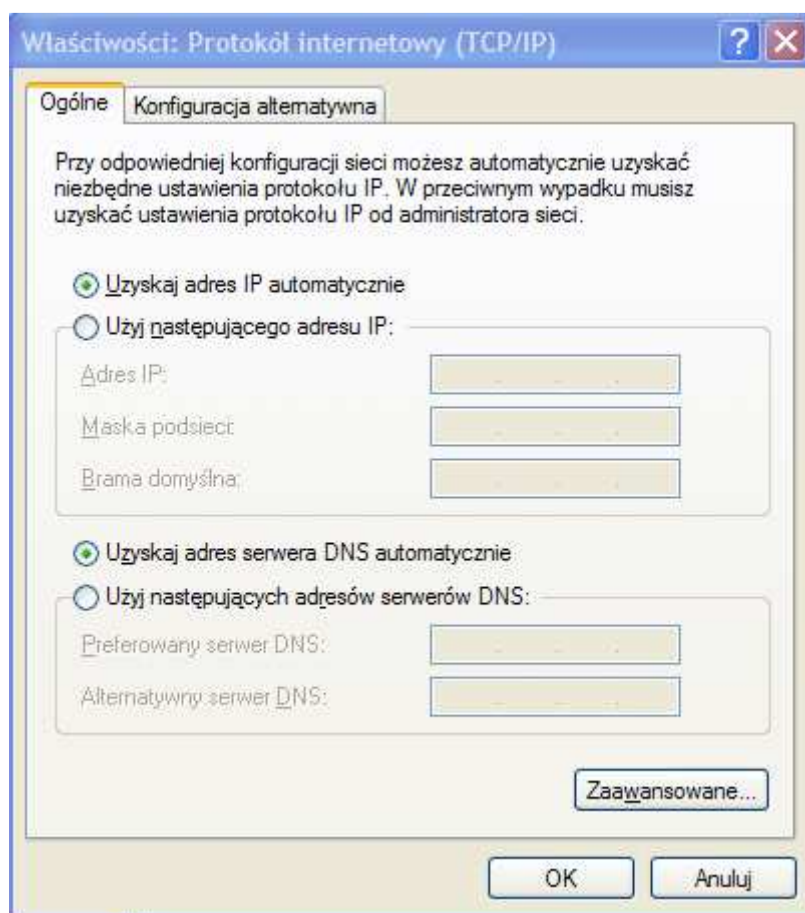 Właściwości: Protokół internetowy (TCP/IP)
Ogólne
Konfiguracja alternatywna
Przy odpowiedniej konfiguracji sieci możesz automatycznie uzyskać
niezbędne ustawienia protokołu IP. W przeciwnym wypadku musisz
uzyskać ustawienia protokołu IP od administratora sieci.
Uzyskaj adres IP automatycznie
Użyj następującego adresu IP:
Adres IP:
Maska podsieci:
Brama domyślna:
Uzyskaj adres serwera DNS automatycznie
Użyj następujących adresów serwerów DNS:
Preferowany serwer DNS:
Alternatywny serwer DNS:
Zaawansowane...
OK
Anuluj